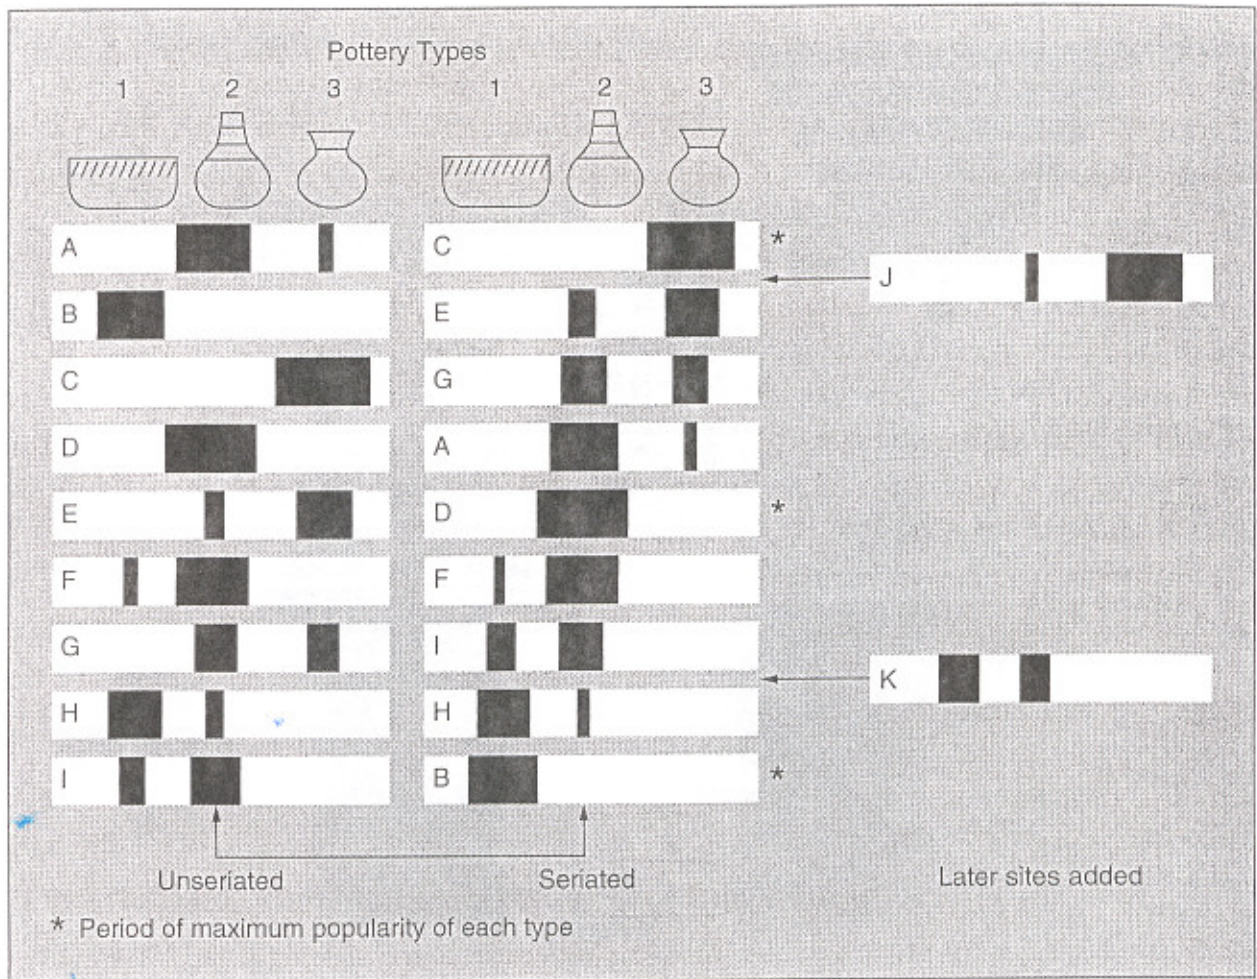 Pottery Types
1 2 3 1 2 3
A C
J
B E
C G
D A
E D
F F
G I
K
H H
I B
Unseriated Seriated Later sites added
* Period of maximum popularity of each type